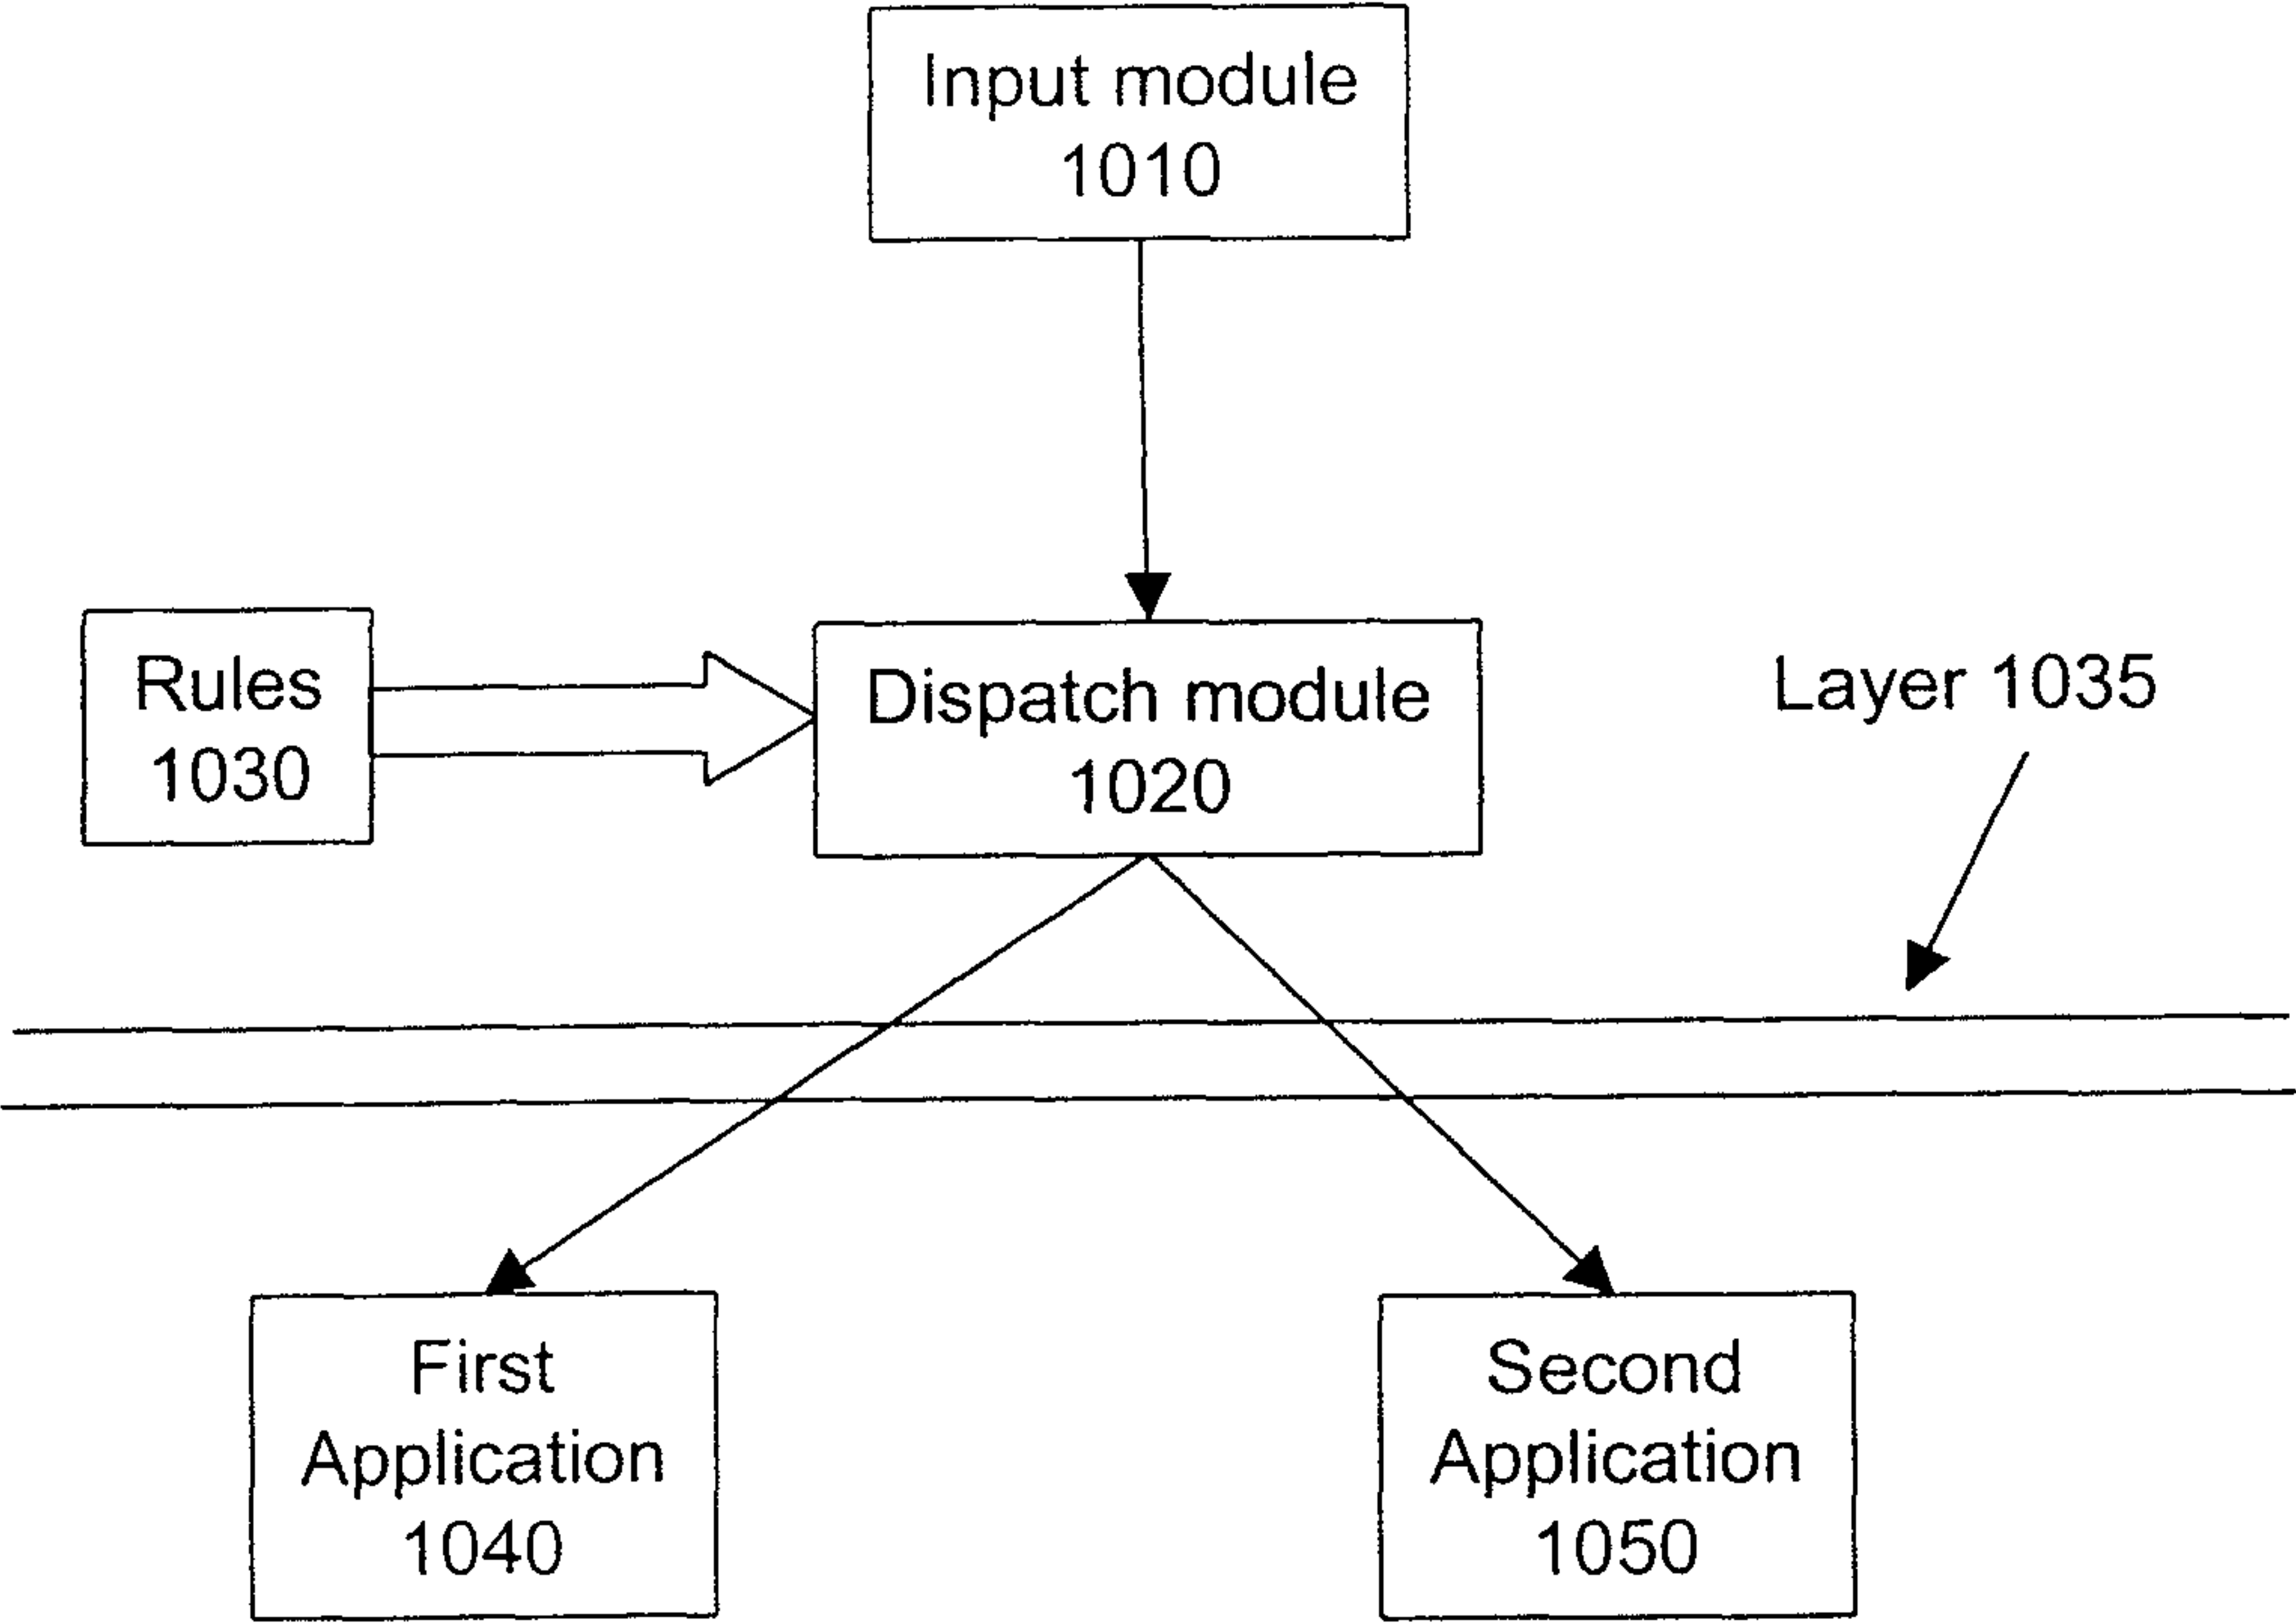 Input module
1010
Rules
1030
Dispatch module
1020
Layer 1035
First
Application
1040
Second
Application
1050